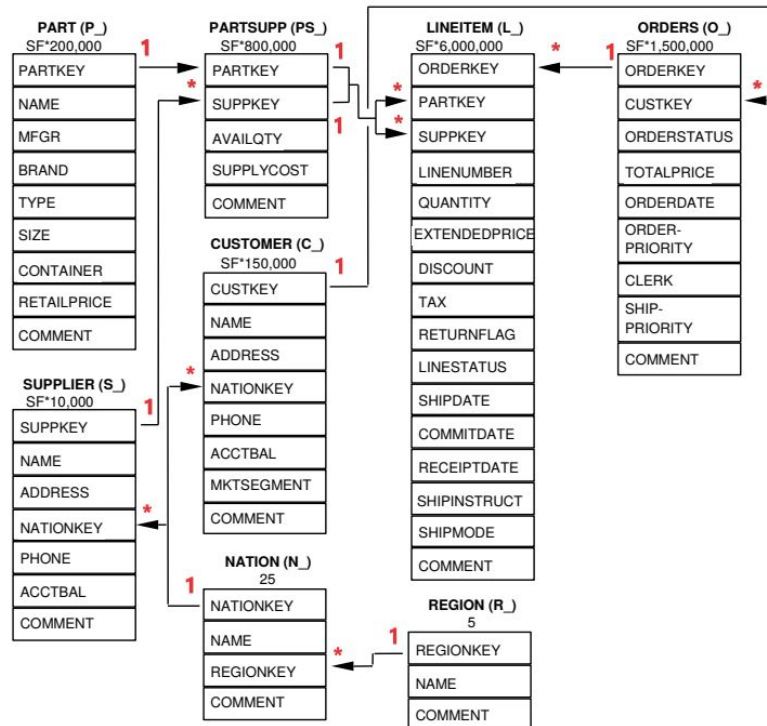 PART (P_)
SF*200,000
1
PARTKEY
NAME
MFGR
BRAND
TYPE
SIZE
CONTAINER
RETAILPRICE
COMMENT
SUPPLIER (S_)
SF*10,000
1
SUPPKEY
NAME
ADDRESS
*
NATIONKEY
PHONE
ACCTBAL
COMMENT
PARTSUPP (PS_)
SF*800,000
1
PARTKEY
*
SUPPKEY
1
AVAILQTY
SUPPLYCOST
COMMENT
CUSTOMER (C_)
SF*150,000
1
CUSTKEY
NAME
ADDRESS
*
NATIONKEY
PHONE
ACCTBAL
MKTSEGMENT
COMMENT
NATION (N_)
25
1
NATIONKEY
NAME
REGIONKEY
*
COMMENT
LINEITEM (L_)
SF*6,000,000
*
ORDERKEY
*
PARTKEY
*
SUPPKEY
LINENUMBER
QUANTITY
EXTENDEDPRICE
DISCOUNT
TAX
RETURNFLAG
LINESTATUS
SHIPDATE
COMMITDATE
RECEIPTDATE
SHIPINSTRUCT
SHIPMODE
COMMENT
REGION (R_)
5
1
REGIONKEY
NAME
COMMENT
ORDERS (O_)
SF*1,500,000
1
ORDERKEY
CUSTKEY
*
ORDERSTATUS
TOTALPRICE
ORDERDATE
ORDER-
PRIORITY
CLERK
SHIP-
PRIORITY
COMMENT